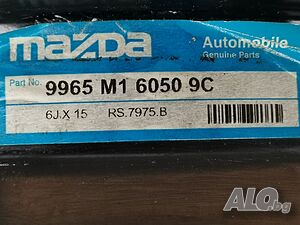 mazda
Automobile
Genuine Parts
Part No. 9965 M1 6050 9C
6J.X 15 RS.7975.B
ALO.bg